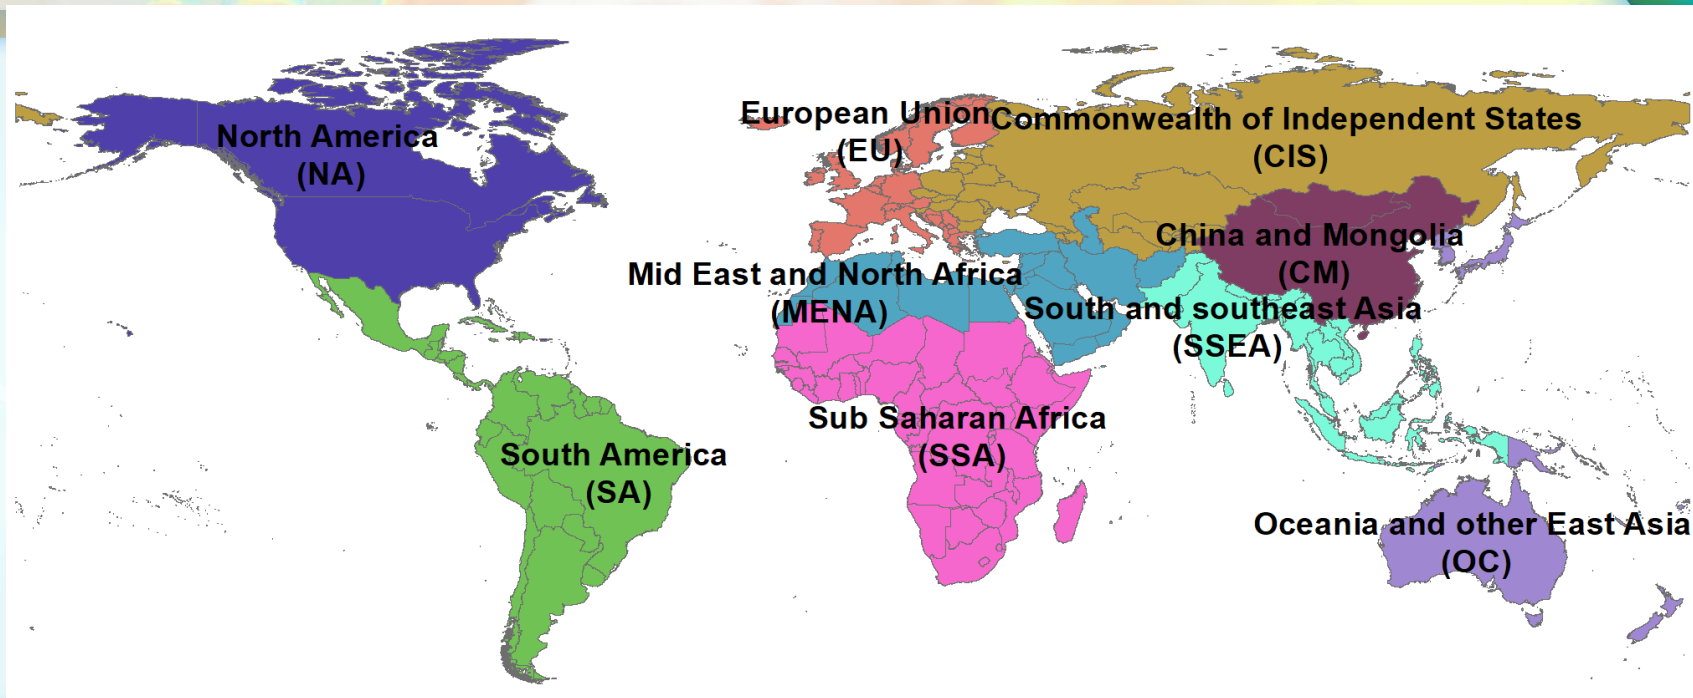 North America
(NA)
European Union
(EU)
Commonwealth of Independent States
(CIS)
China and Mongolia
(CM)
Mid East and North Africa
(MENA)
South and southeast Asia
(SSEA)
Sub Saharan Africa
(SSA)
South America
(SA)
Oceania and other East Asia
(OC)